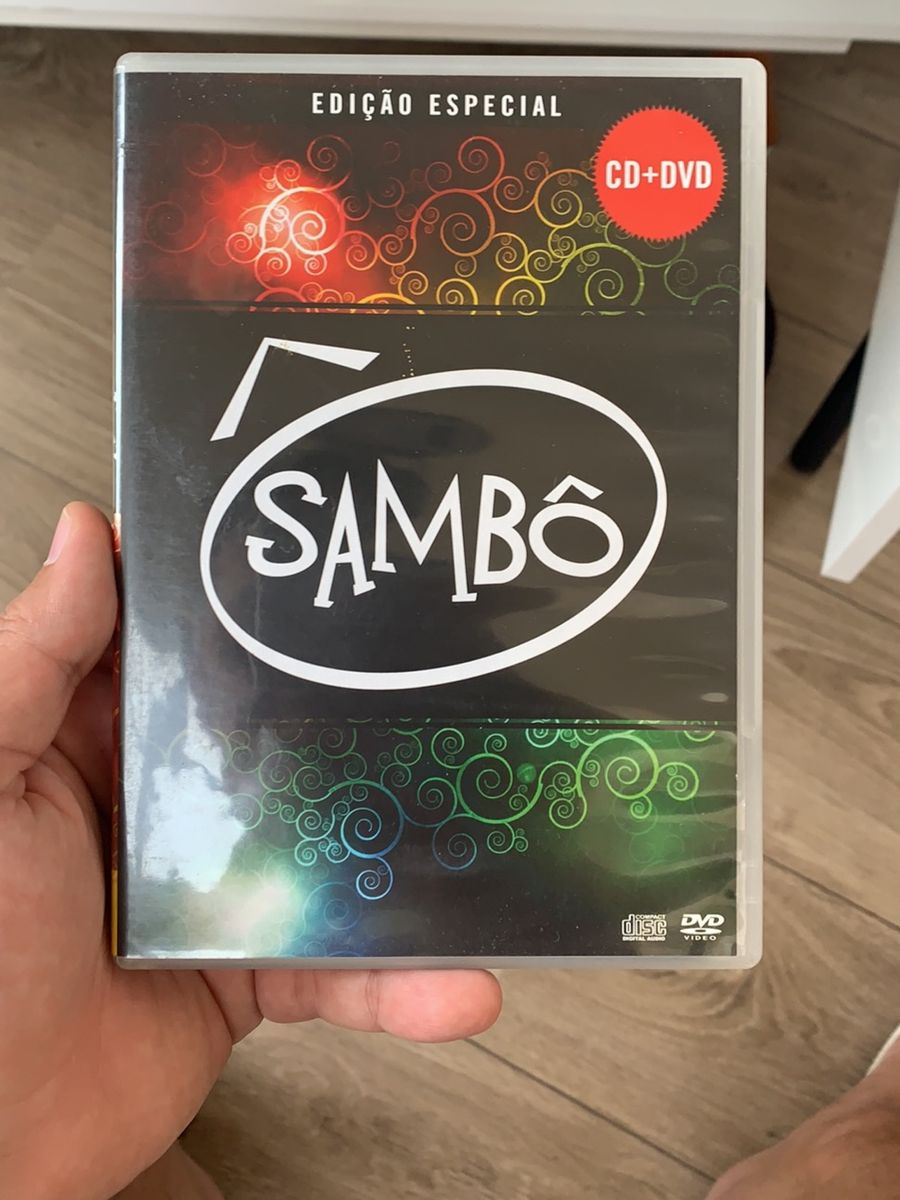 EDIÇÃO ESPECIAL
CD+DVD
SAMBÔ
COMPACT
disc
DIGITAL AUDIO
DVD
VIDEO